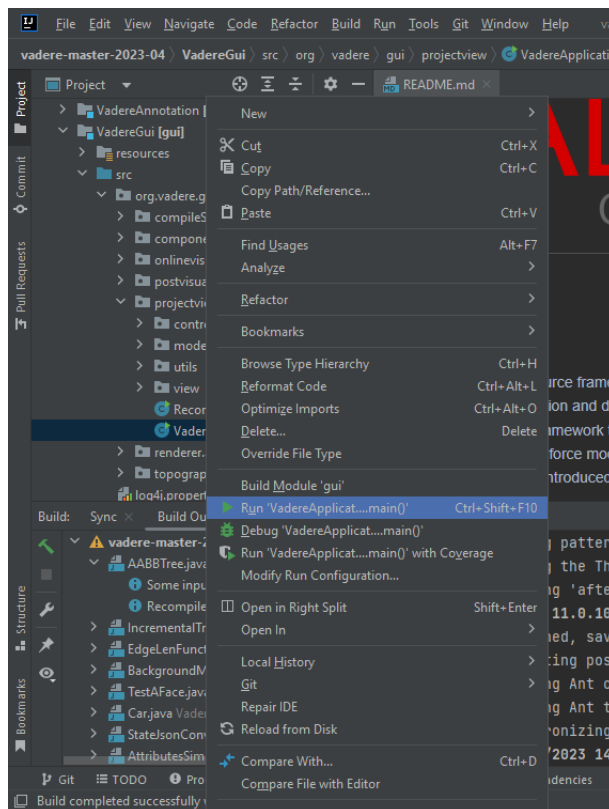 File Edit View Navigate Code Refactor Build Run Tools Git Window Help
vadere-master-2023-04 VadereGui src org vadere gui projectview VadereApplicati
Project
README.md
Project
Commit
Pull Requests
Structure
Bookmarks
VadereAnnotation [
VadereGui [gui]
resources
src
org.vadere.g
compileS
compone
onlinevis
postvisua
projectvie
contr
mode
utils
view
Recor
Vader
renderer.
topograp
log4j.propert
New
Cut Ctrl+X
Copy Ctrl+C
Copy Path/Reference...
Paste Ctrl+V
Find Usages Alt+F7
Analyze
Refactor
Bookmarks
Browse Type Hierarchy Ctrl+H
Reformat Code Ctrl+Alt+L
Optimize Imports Ctrl+Alt+O
Delete... Delete
Override File Type
Build Module 'gui'
Run 'VadereApplicat....main()' Ctrl+Shift+F10
Debug 'VadereApplicat....main()'
Run 'VadereApplicat....main()' with Coverage
Modify Run Configuration...
Open in Right Split Shift+Enter
Open In
Local History
Git
Repair IDE
Reload from Disk
Compare With... Ctrl+D
Compare File with Editor
urce frame
ion and d
mework
force mo
ntroduced
Build: Sync Build Ou
vadere-master-2
AABBTree.java
Some inpu
Recompile
IncrementalTr
EdgeLenFunct
BackgroundM
TestAFace.java
Car.java Vader
StateJsonConv
AttributesSim
g patter
g the Th
ng 'afte
11.0.10
ned, sav
ting pos
ng Ant
ng Ant t
ronizing
/2023 14
Git TODO Pro
dencies
Build completed successfully